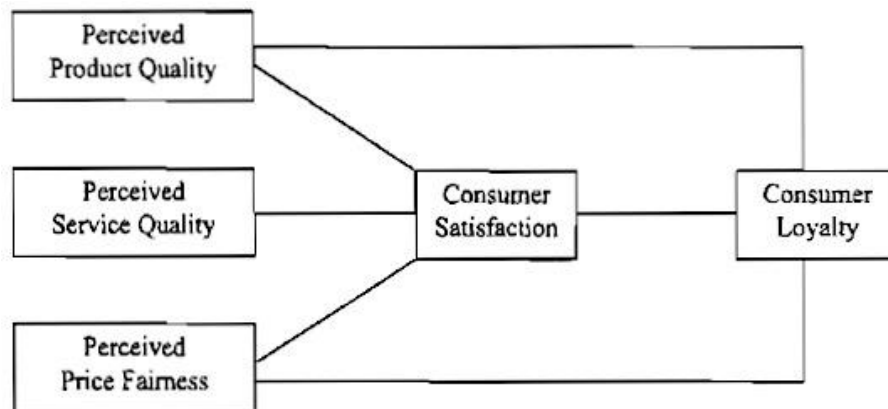 Perceived
Product Quality
Perceived
Service Quality
Consumer
Satisfaction
Consumer
Loyalty
Perceived
Price Fairness